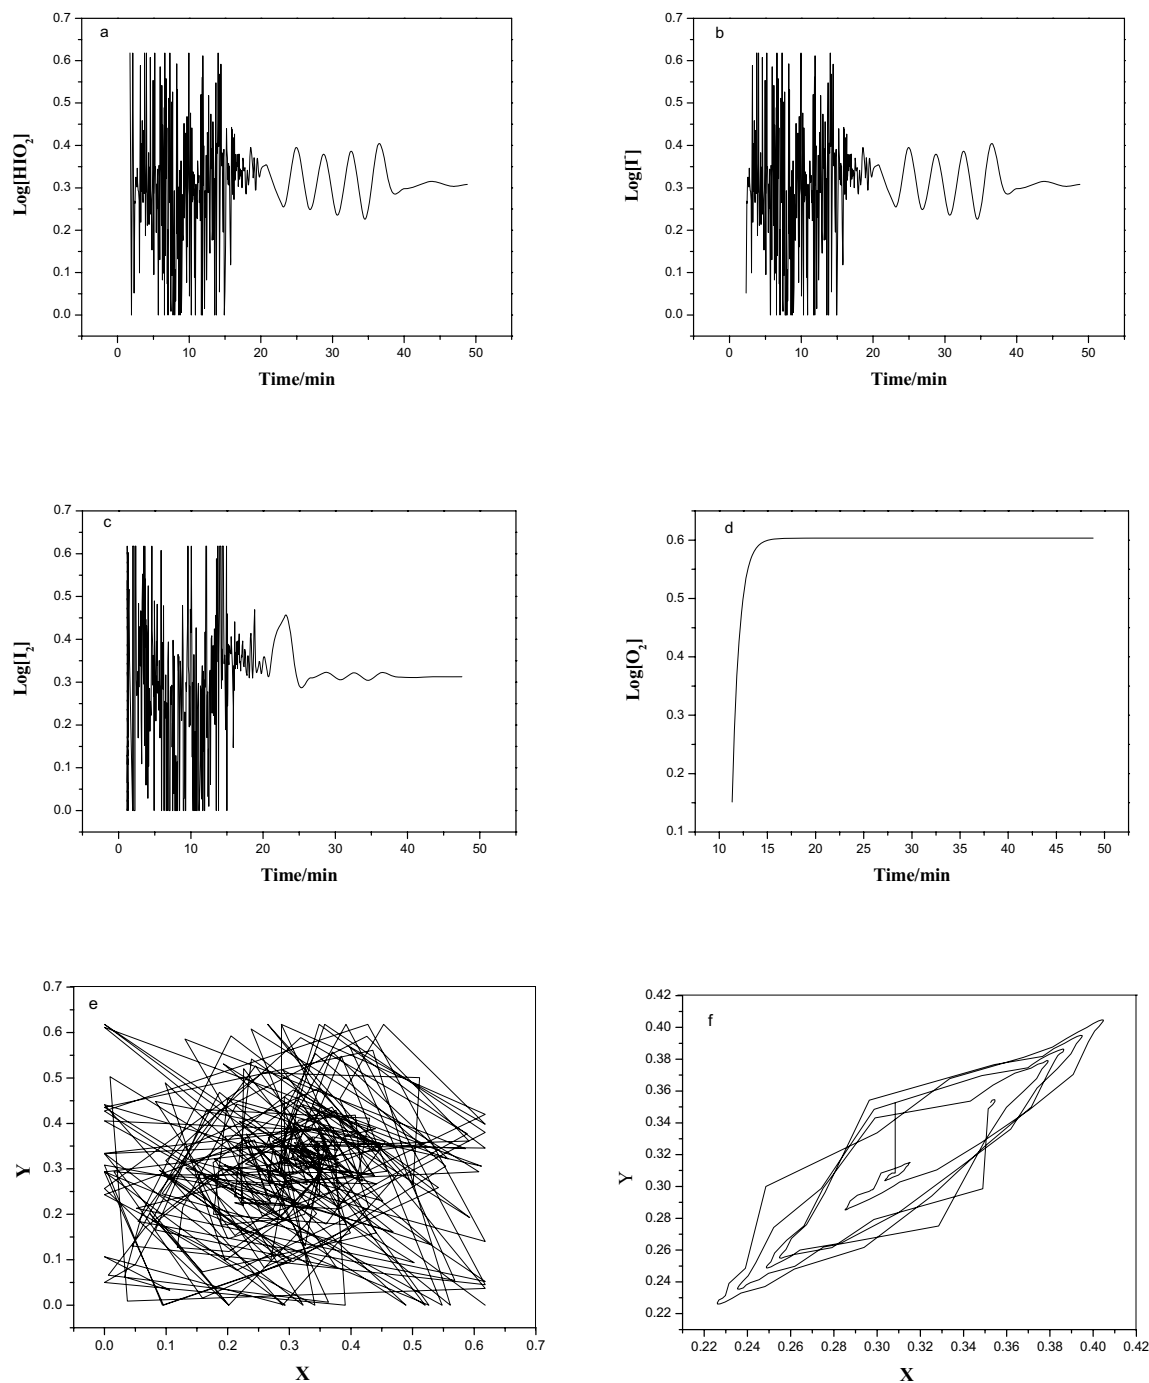 a
0.7
0.6
0.5
0.4
0.3
0.2
0.1
0.0
Log[HIO₂]
0 10 20 30 40 50
Time/min
b
0.7
0.6
0.5
0.4
0.3
0.2
0.1
0.0
Log[I⁻]
0 10 20 30 40 50
Time/min
c
0.7
0.6
0.5
0.4
0.3
0.2
0.1
0.0
Log[I₂]
0 10 20 30 40 50
Time/min
d
0.6
0.5
0.4
0.3
0.2
0.1
Log[O₂]
10 15 20 25 30 35 40 45 50
Time/min
e
0.7
0.6
0.5
0.4
0.3
0.2
0.1
0.0
Y
0.0 0.1 0.2 0.3 0.4 0.5 0.6 0.7
X
f
0.42
0.40
0.38
0.36
0.34
0.32
0.30
0.28
0.26
0.24
0.22
Y
0.22 0.24 0.26 0.28 0.30 0.32 0.34 0.36 0.38 0.40 0.42
X